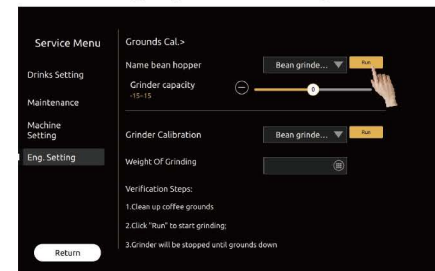 Service Menu
Drinks Setting
Maintenance
Machine
Setting
Eng. Setting
Return
Grounds Cal.>
Name bean hopper
Bean grinde...
Run
Grinder capacity
-15~15
0
Grinder Calibration
Bean grinde...
Run
Weight Of Grinding
Verification Steps:
1.Clean up coffee grounds
2.Click "Run" to start grinding;
3.Grinder will be stopped until grounds down